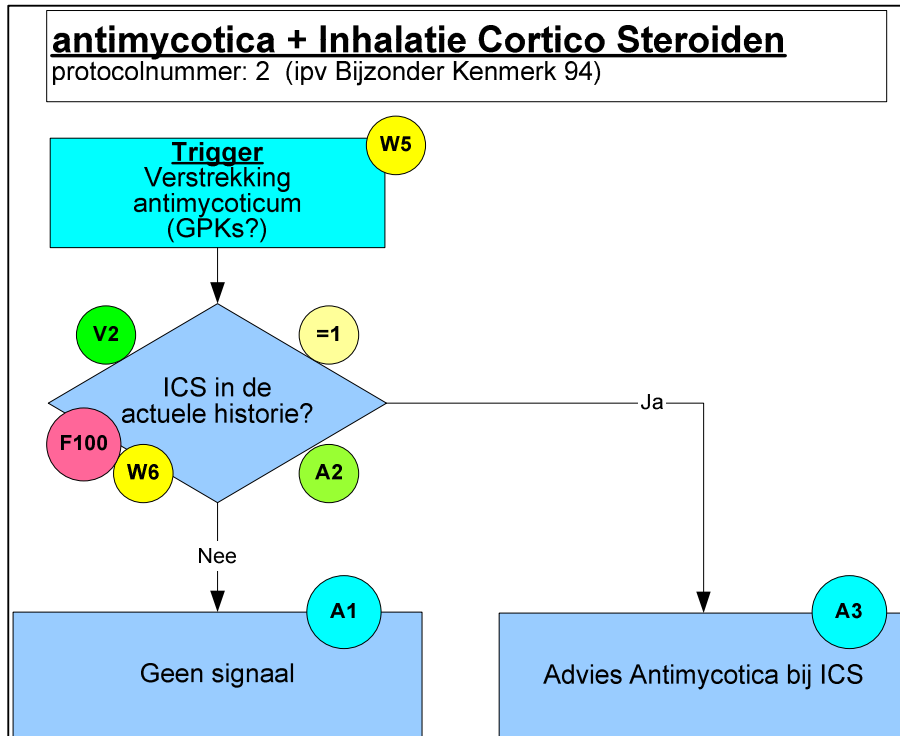 antimycotica + Inhalatie Cortico Steroiden
protocolnummer: 2  (ipv Bijzonder Kenmerk 94)
W5
Trigger
Verstrekking
antimycoticum
(GPKs?)
V2
=1
ICS in de
actuele historie?
Ja
F100
W6
A2
Nee
A1
A3
Geen signaal
Advies Antimycotica bij ICS